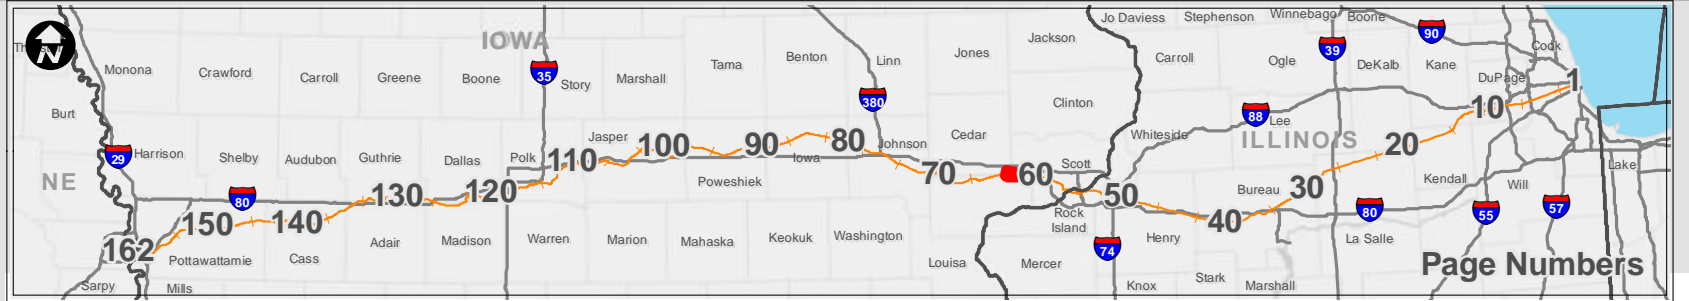 Jo Daviess Stephenson Winnebago Boone
N IOWA 35 Jackson 39 90 Cock
Monona Crawford Carroll Greene Boone Story Marshall Tama Benton Linn Jones Carroll Ogle DeKalb Kane DuPage 1
Burt 380 Clinton 88 10
29 Harrison Shelby Audubon Guthrie Dallas Polk 110 Jasper 100 90 Iowa 80 Johnson Cedar Scott Whiteside Lee ILLINOIS 20 Lake
NE 80 130 120 Poweshiek 70 60 50 Bureau 30 Kendall Will
162 150 140 Adair Madison Warren Marion Mahaska Keokuk Washington Rock Island 74 Henry 40 80 La Salle 55 57
Pottawattamie Cass Louisa Mercer Stark Marshall Page Numbers
Sarpy Mills Knox